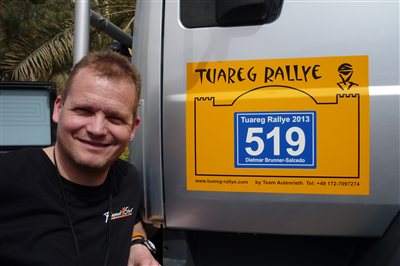 TUAREG RALLYE
Tuareg Rallye 2013
519
Dietmar Brunner-Salcedo
www.tuareg-rallye.com by Team Autenrieth Tel: +49 172-7097274